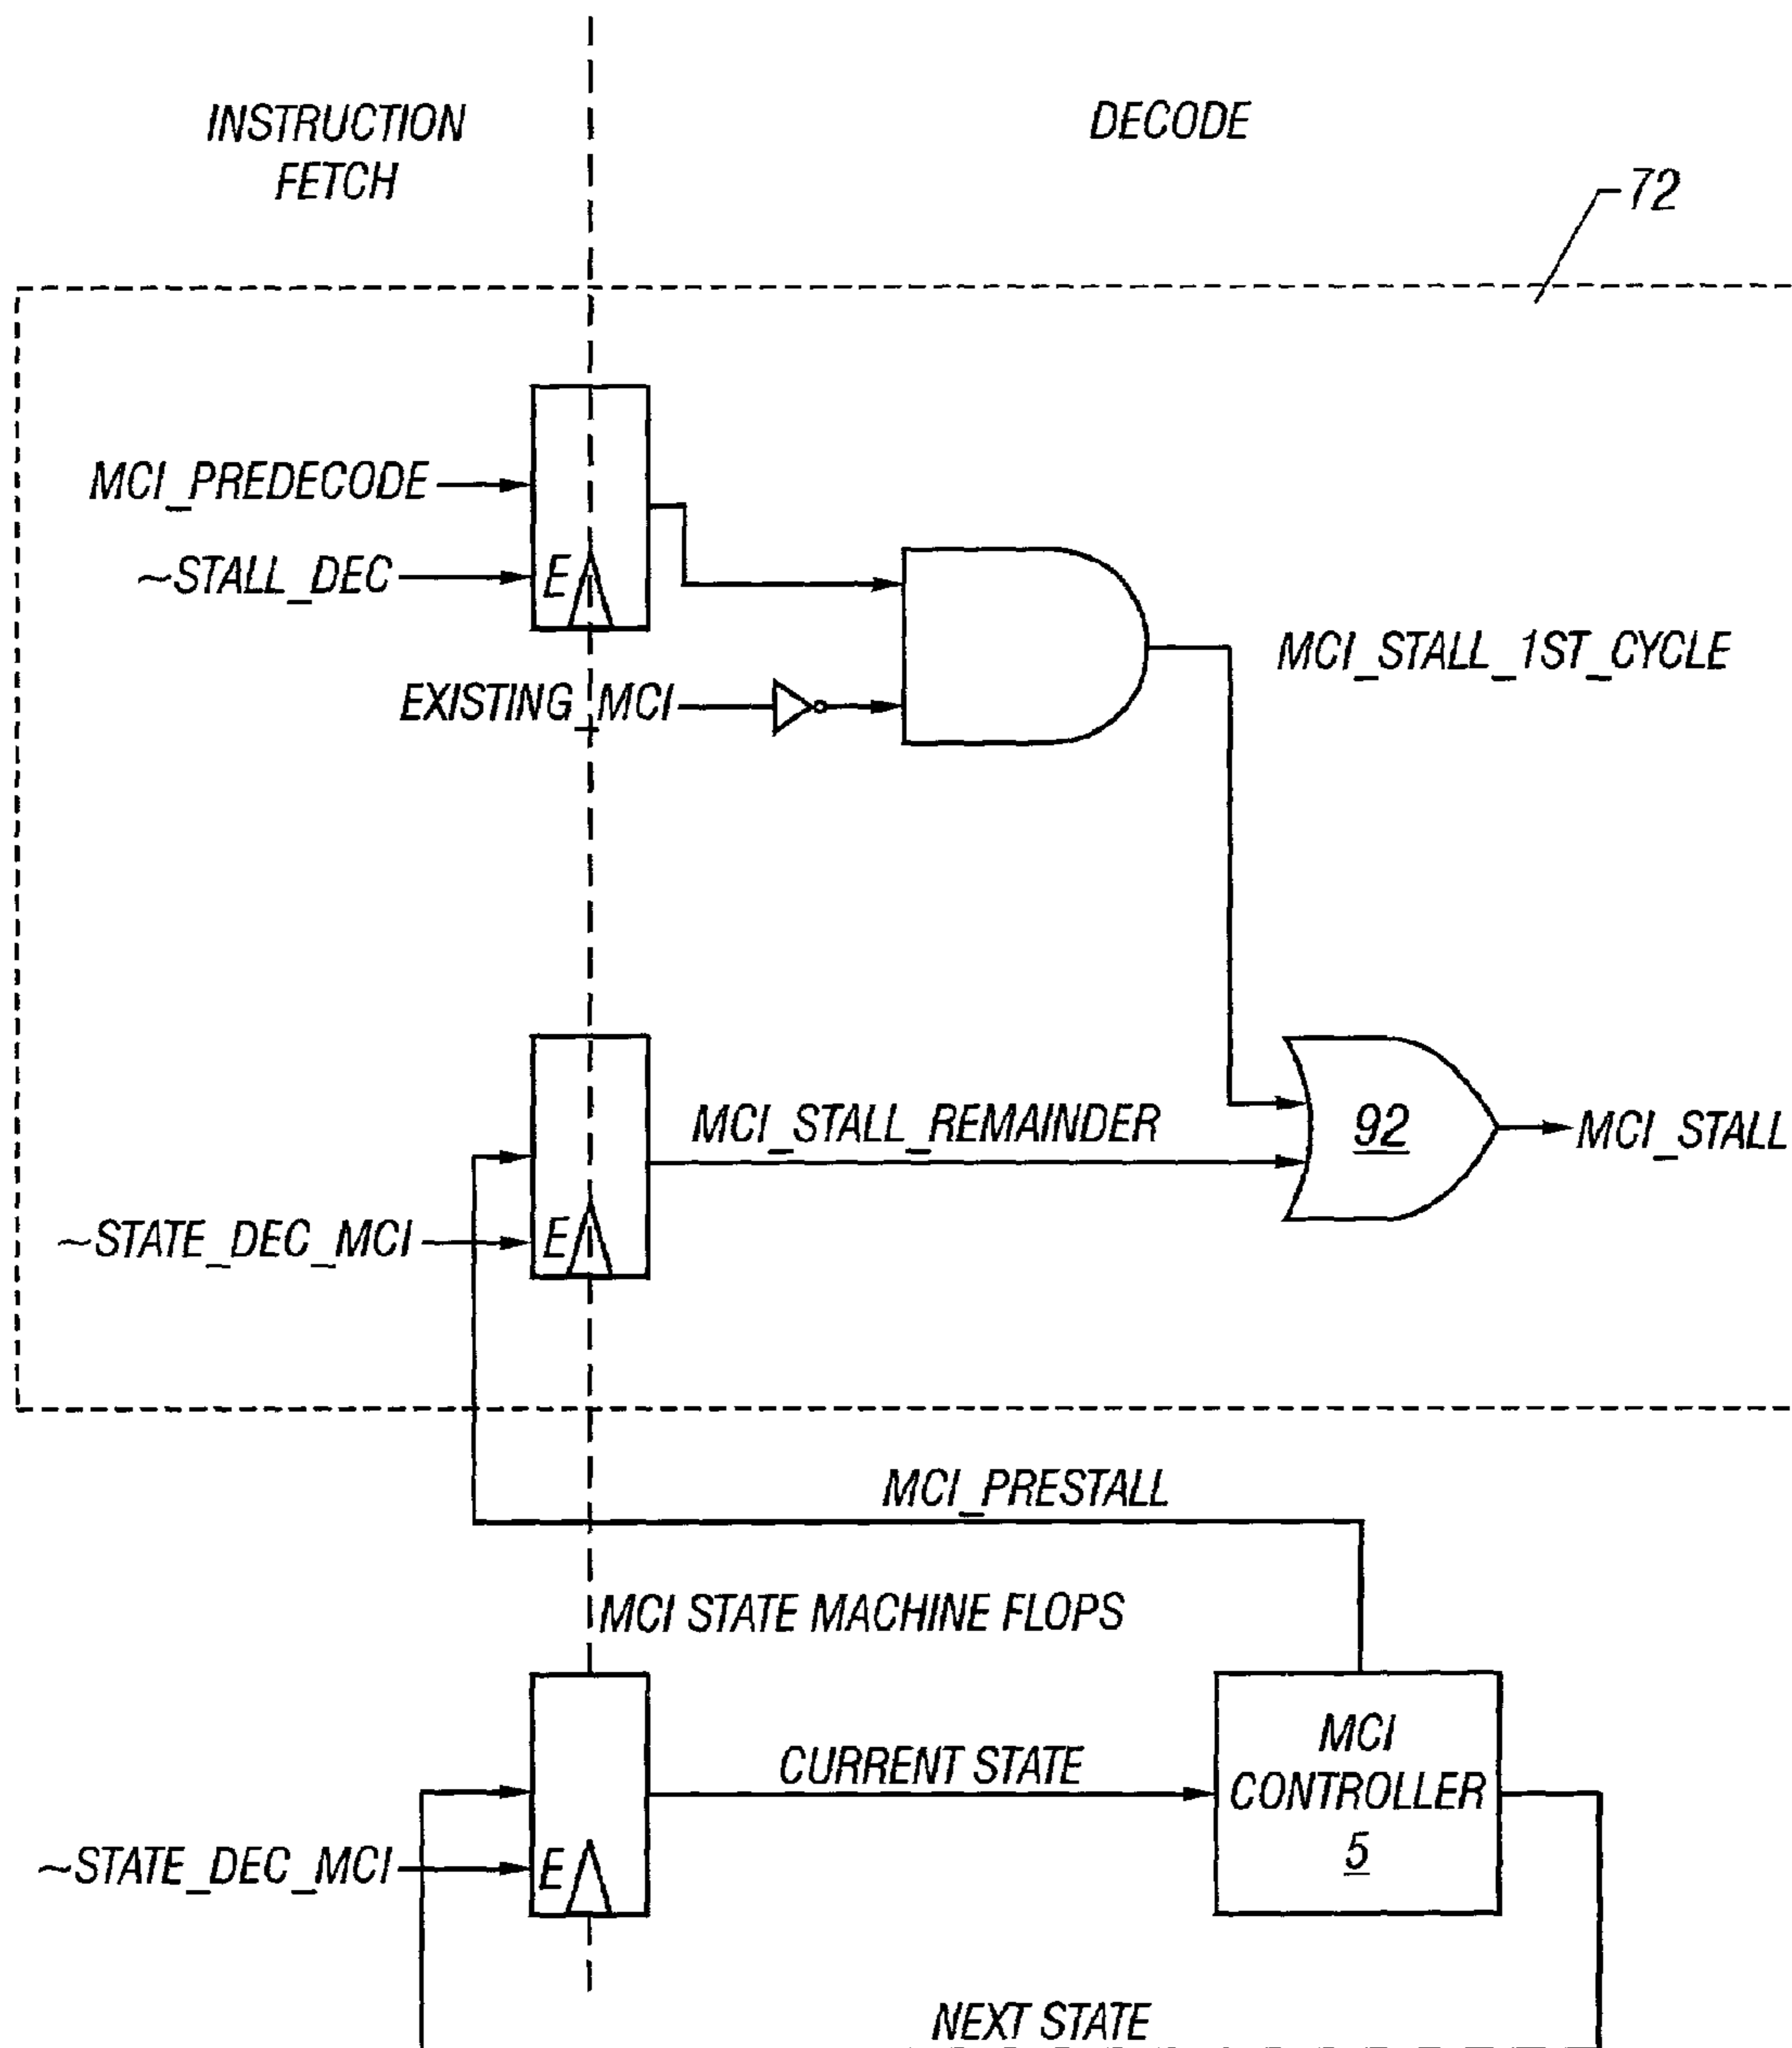 INSTRUCTION
FETCH
DECODE
72
MCI_PREDECODE
~STALL_DEC
E
EXISTING_MCI
MCI_STALL_1ST_CYCLE
MCI_STALL_REMAINDER
92
MCI_STALL
~STATE_DEC_MCI
E
MCI_PRESTALL
MCI STATE MACHINE FLOPS
CURRENT STATE
MCI
CONTROLLER
5
~STATE_DEC_MCI
E
NEXT STATE